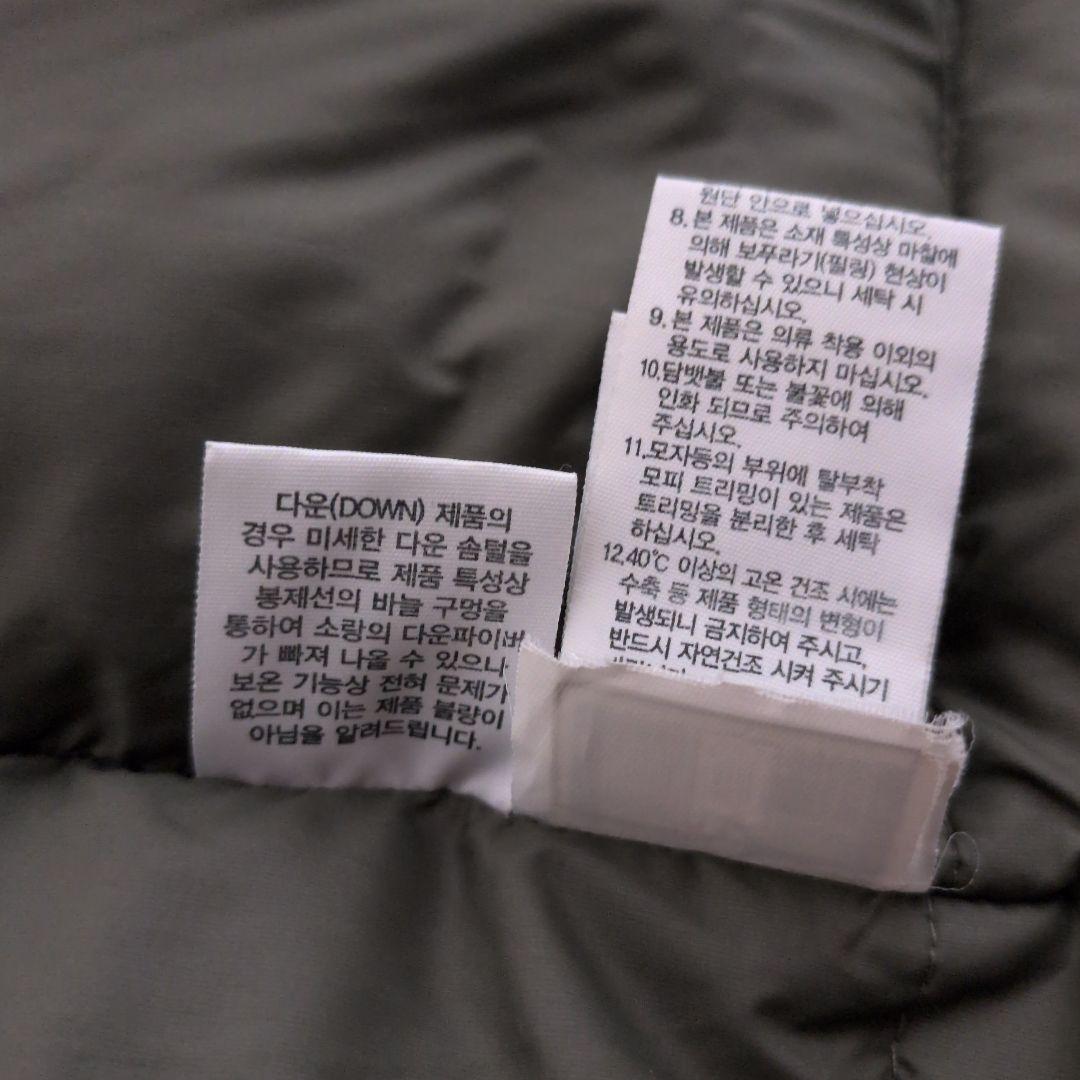 다운(DOWN) 제품의
경우 미세한 다운 솜털을
사용하므로 제품 특성상
봉제선의 바늘 구멍을
통하여 소량의 다운파이버
가 빠져 나올 수 있으니
보온 기능상 전혀 문제가
없으며 이는 제품 불량이
아님을 알려드립니다.
원단 안으로 넣으십시오.
8. 본 제품은 소재 특성상 마찰에
의해 보푸라기(필링) 현상이
발생할 수 있으니 세탁 시
유의하십시오.
9. 본 제품은 의류 착용 이외의
용도로 사용하지 마십시오.
10.담뱃불 또는 불꽃에 의해
인화 되므로 주의하여
주십시오.
11.모자등의 부위에 탈부착
모피 트리밍이 있는 제품은
트리밍을 분리한 후 세탁
하십시오.
12.40℃ 이상의 고온 건조 시에는
수축 등 제품 형태의 변형이
발생되니 금지하여 주시고,
반드시 자연건조 시켜 주시기